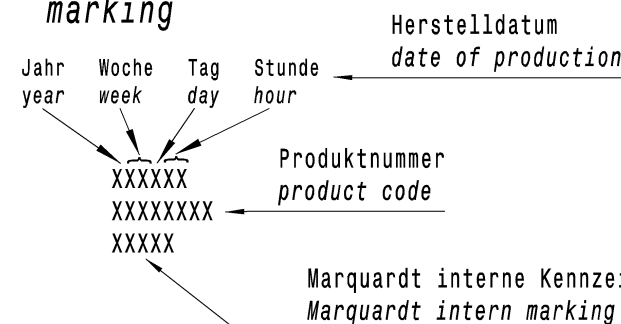 marking
Herstelldatum
date of production
Jahr Woche Tag Stunde
year week day hour
Produktnummer
product code
XXXXXX
XXXXXXXX
XXXXX
Marquardt interne
Marquardt intern marking